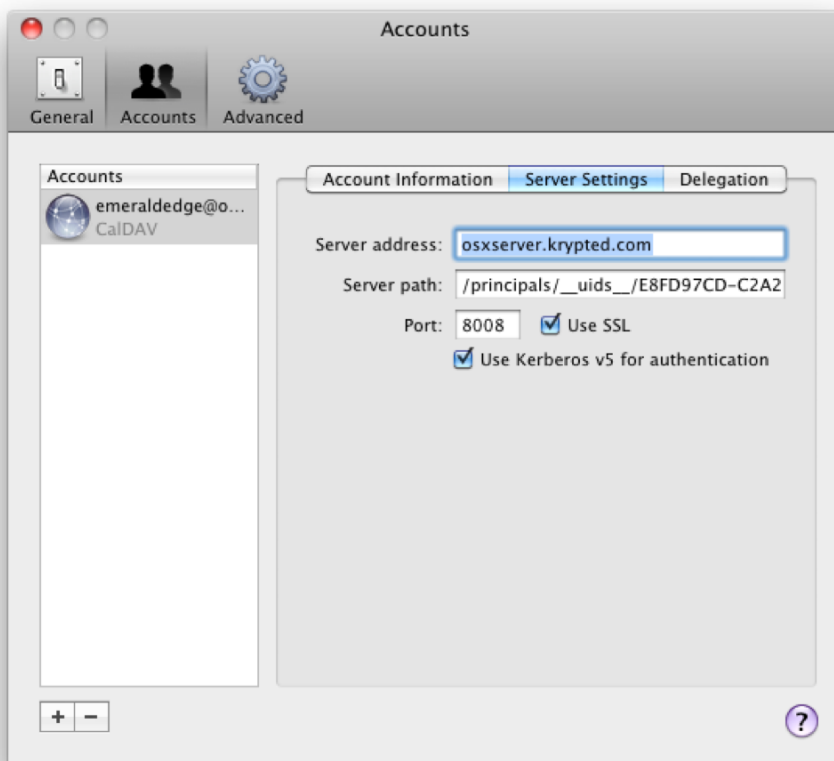 Accounts
General Accounts Advanced
Accounts
emeraldedge@o...
CalDAV
Account Information Server Settings Delegation
Server address: osxserver.krypted.com
Server path: /principals/__uids__/E8FD97CD-C2A2
Port: 8008 Use SSL
Use Kerberos v5 for authentication
+ −
?